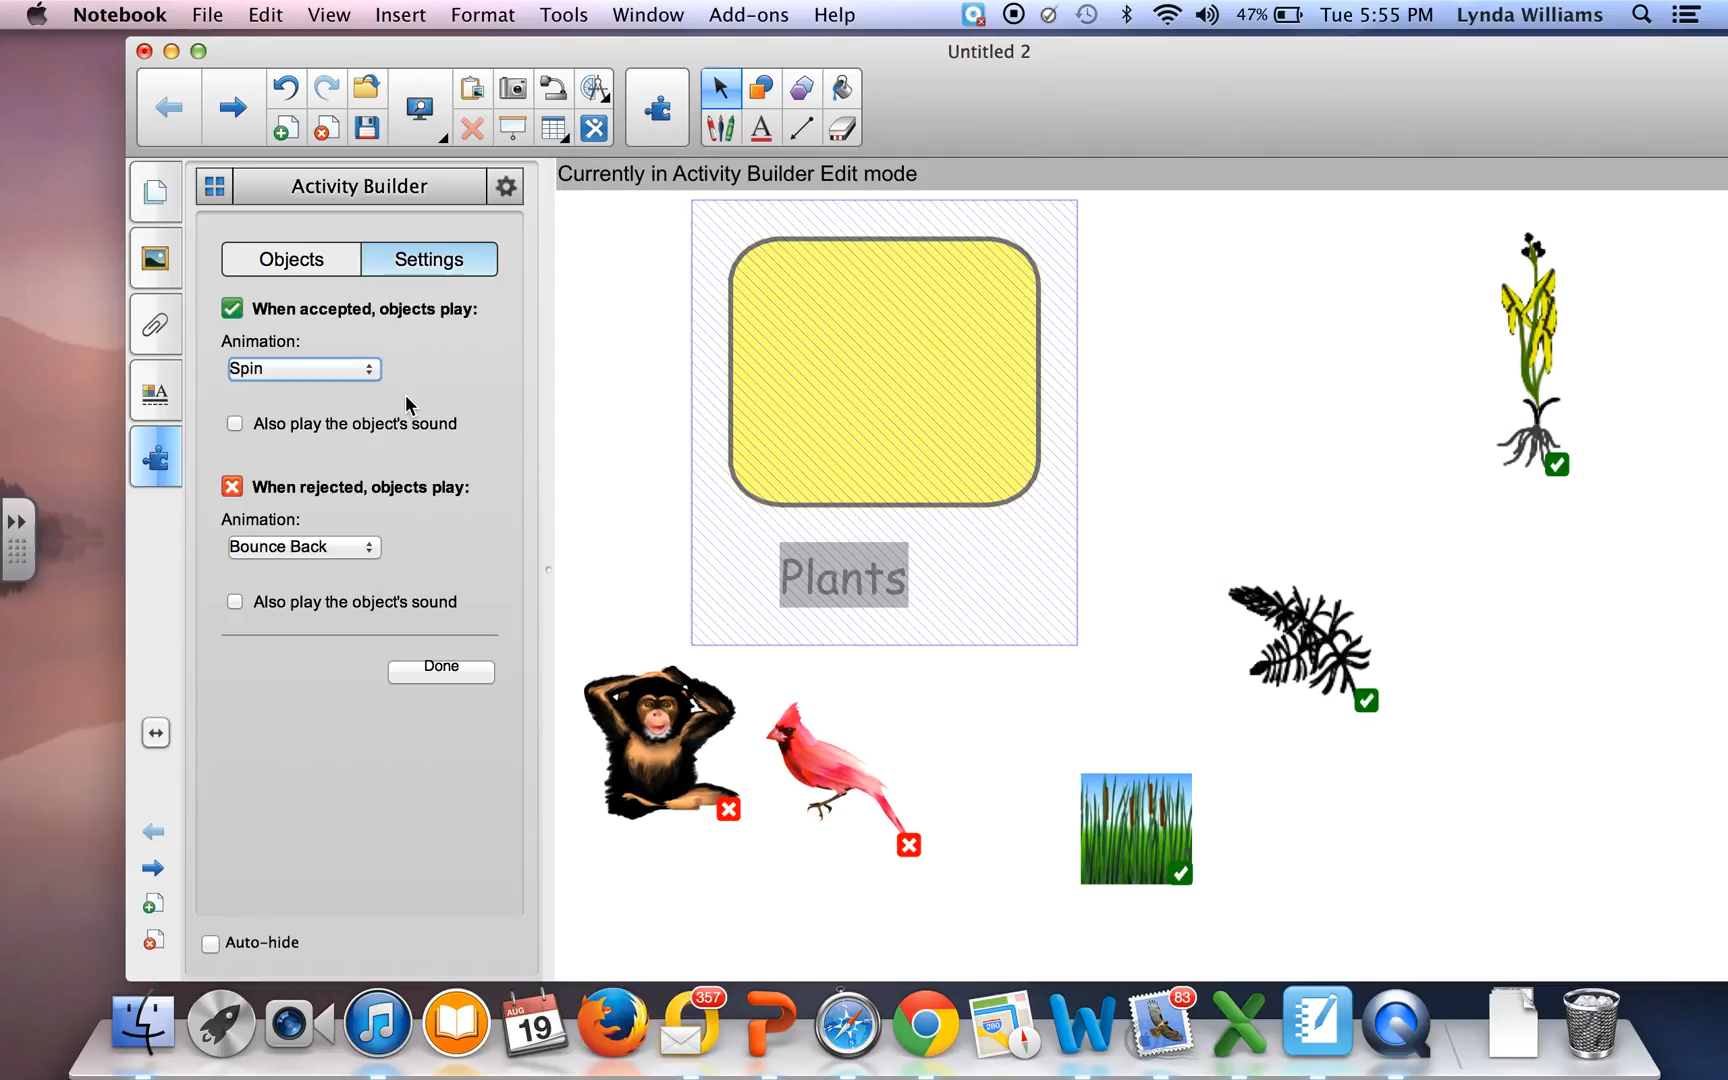 Notebook File Edit View Insert Format Tools Window Add-ons Help 47% Tue 5:55 PM Lynda Williams
Untitled 2
Currently in Activity Builder Edit mode
Activity Builder
Objects Settings
When accepted, objects play:
Animation:
Spin
Also play the object's sound
When rejected, objects play:
Animation:
Bounce Back
Also play the object's sound
Done
Auto-hide
Plants
AUG
19
357
280
83